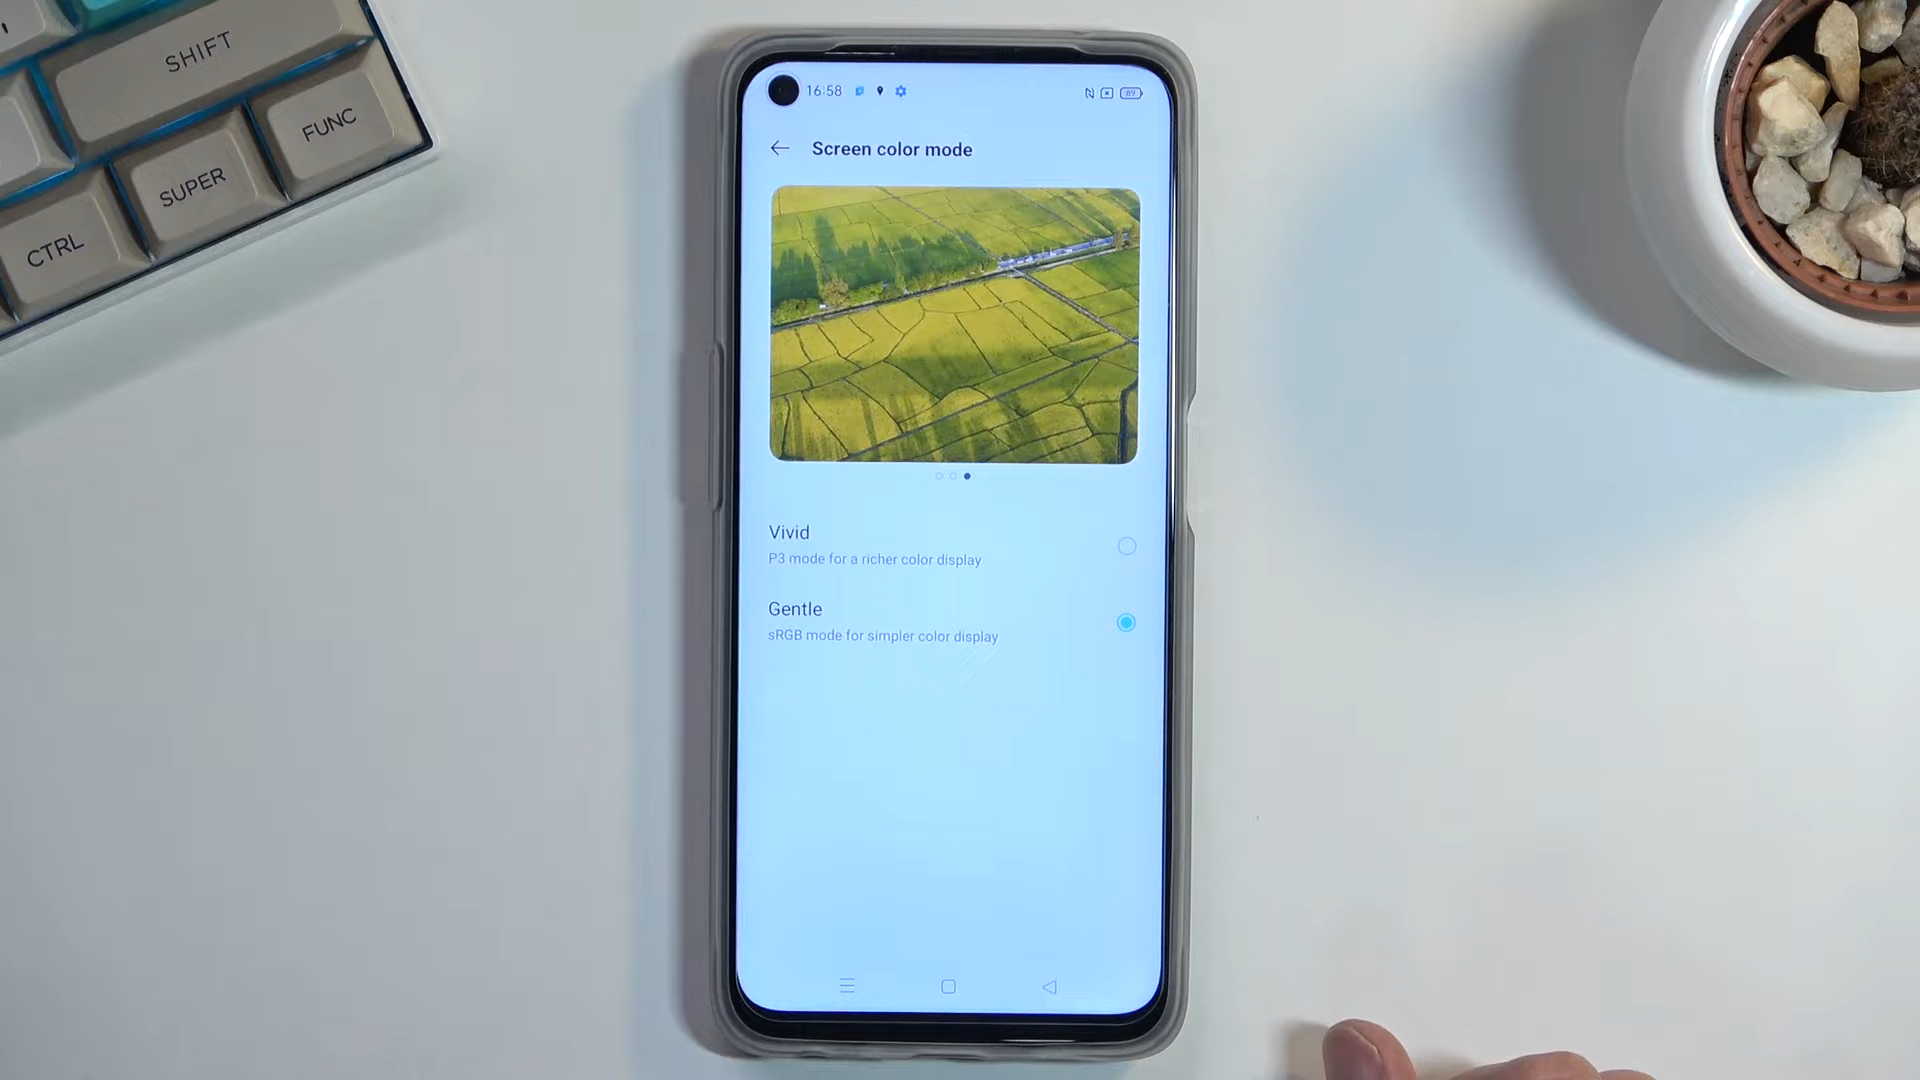 SHIFT
FUNC
SUPER
CTRL
16:58
89
Screen color mode
Vivid
P3 mode for a richer color display
Gentle
sRGB mode for simpler color display